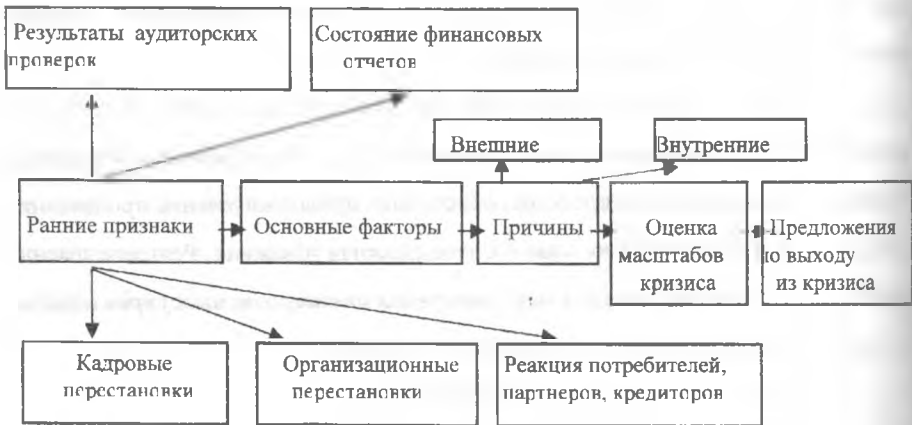 Результаты аудиторских
проверок
Состояние финансовых
отчетов
Внешние
Внутренние
Ранние признаки
Основные факторы
Причины
Оценка
масштабов
кризиса
Предложения
по выходу
из кризиса
Кадровые
перестановки
Организационные
перестановки
Реакция потребителей,
партнеров, кредиторов